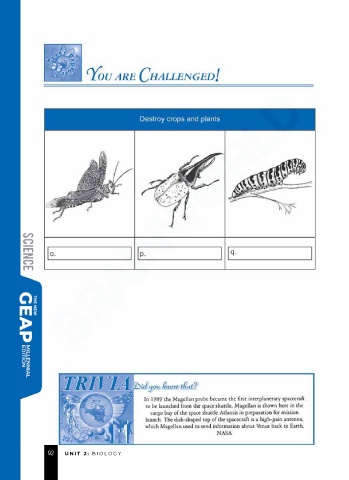 YOU ARE CHALLENGED!
Destroy crops and plants
o.
p.
q.
SCIENCE
THE NEW
GEAP
MILLENNIAL
EDITION
TRIVIA
Did you know that?
In 1989 the Magellan probe became the first interplanetary spacecraft
to be launched from the space shuttle. Magellan is shown here in the
cargo bay of the space shuttle Atlantis in preparation for mission
launch. The dish-shaped top of the spacecraft is a high-gain antenna,
which Magellan used to send information about Venus back to Earth.
NASA
92 UNIT 2: BIOLOGY